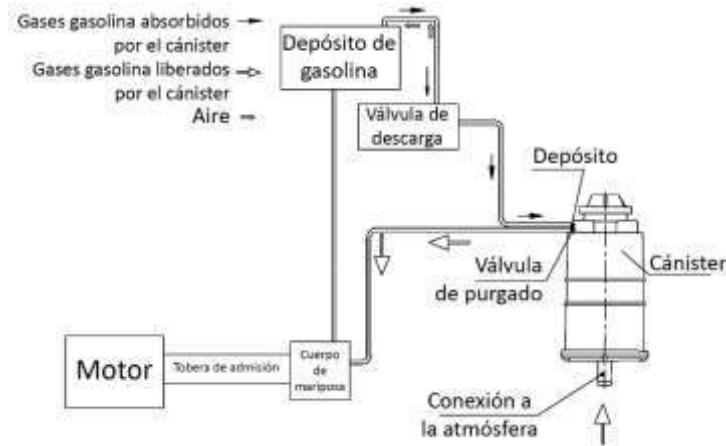 Gases gasolina absorbidos
por el cánister
Gases gasolina liberados
por el cánister
Aire
Depósito de
gasolina
Válvula de
descarga
Depósito
Cánister
Válvula
de purgado
Motor
Tobera de admisión
Cuerpo
de
mariposa
Conexión a
la atmósfera